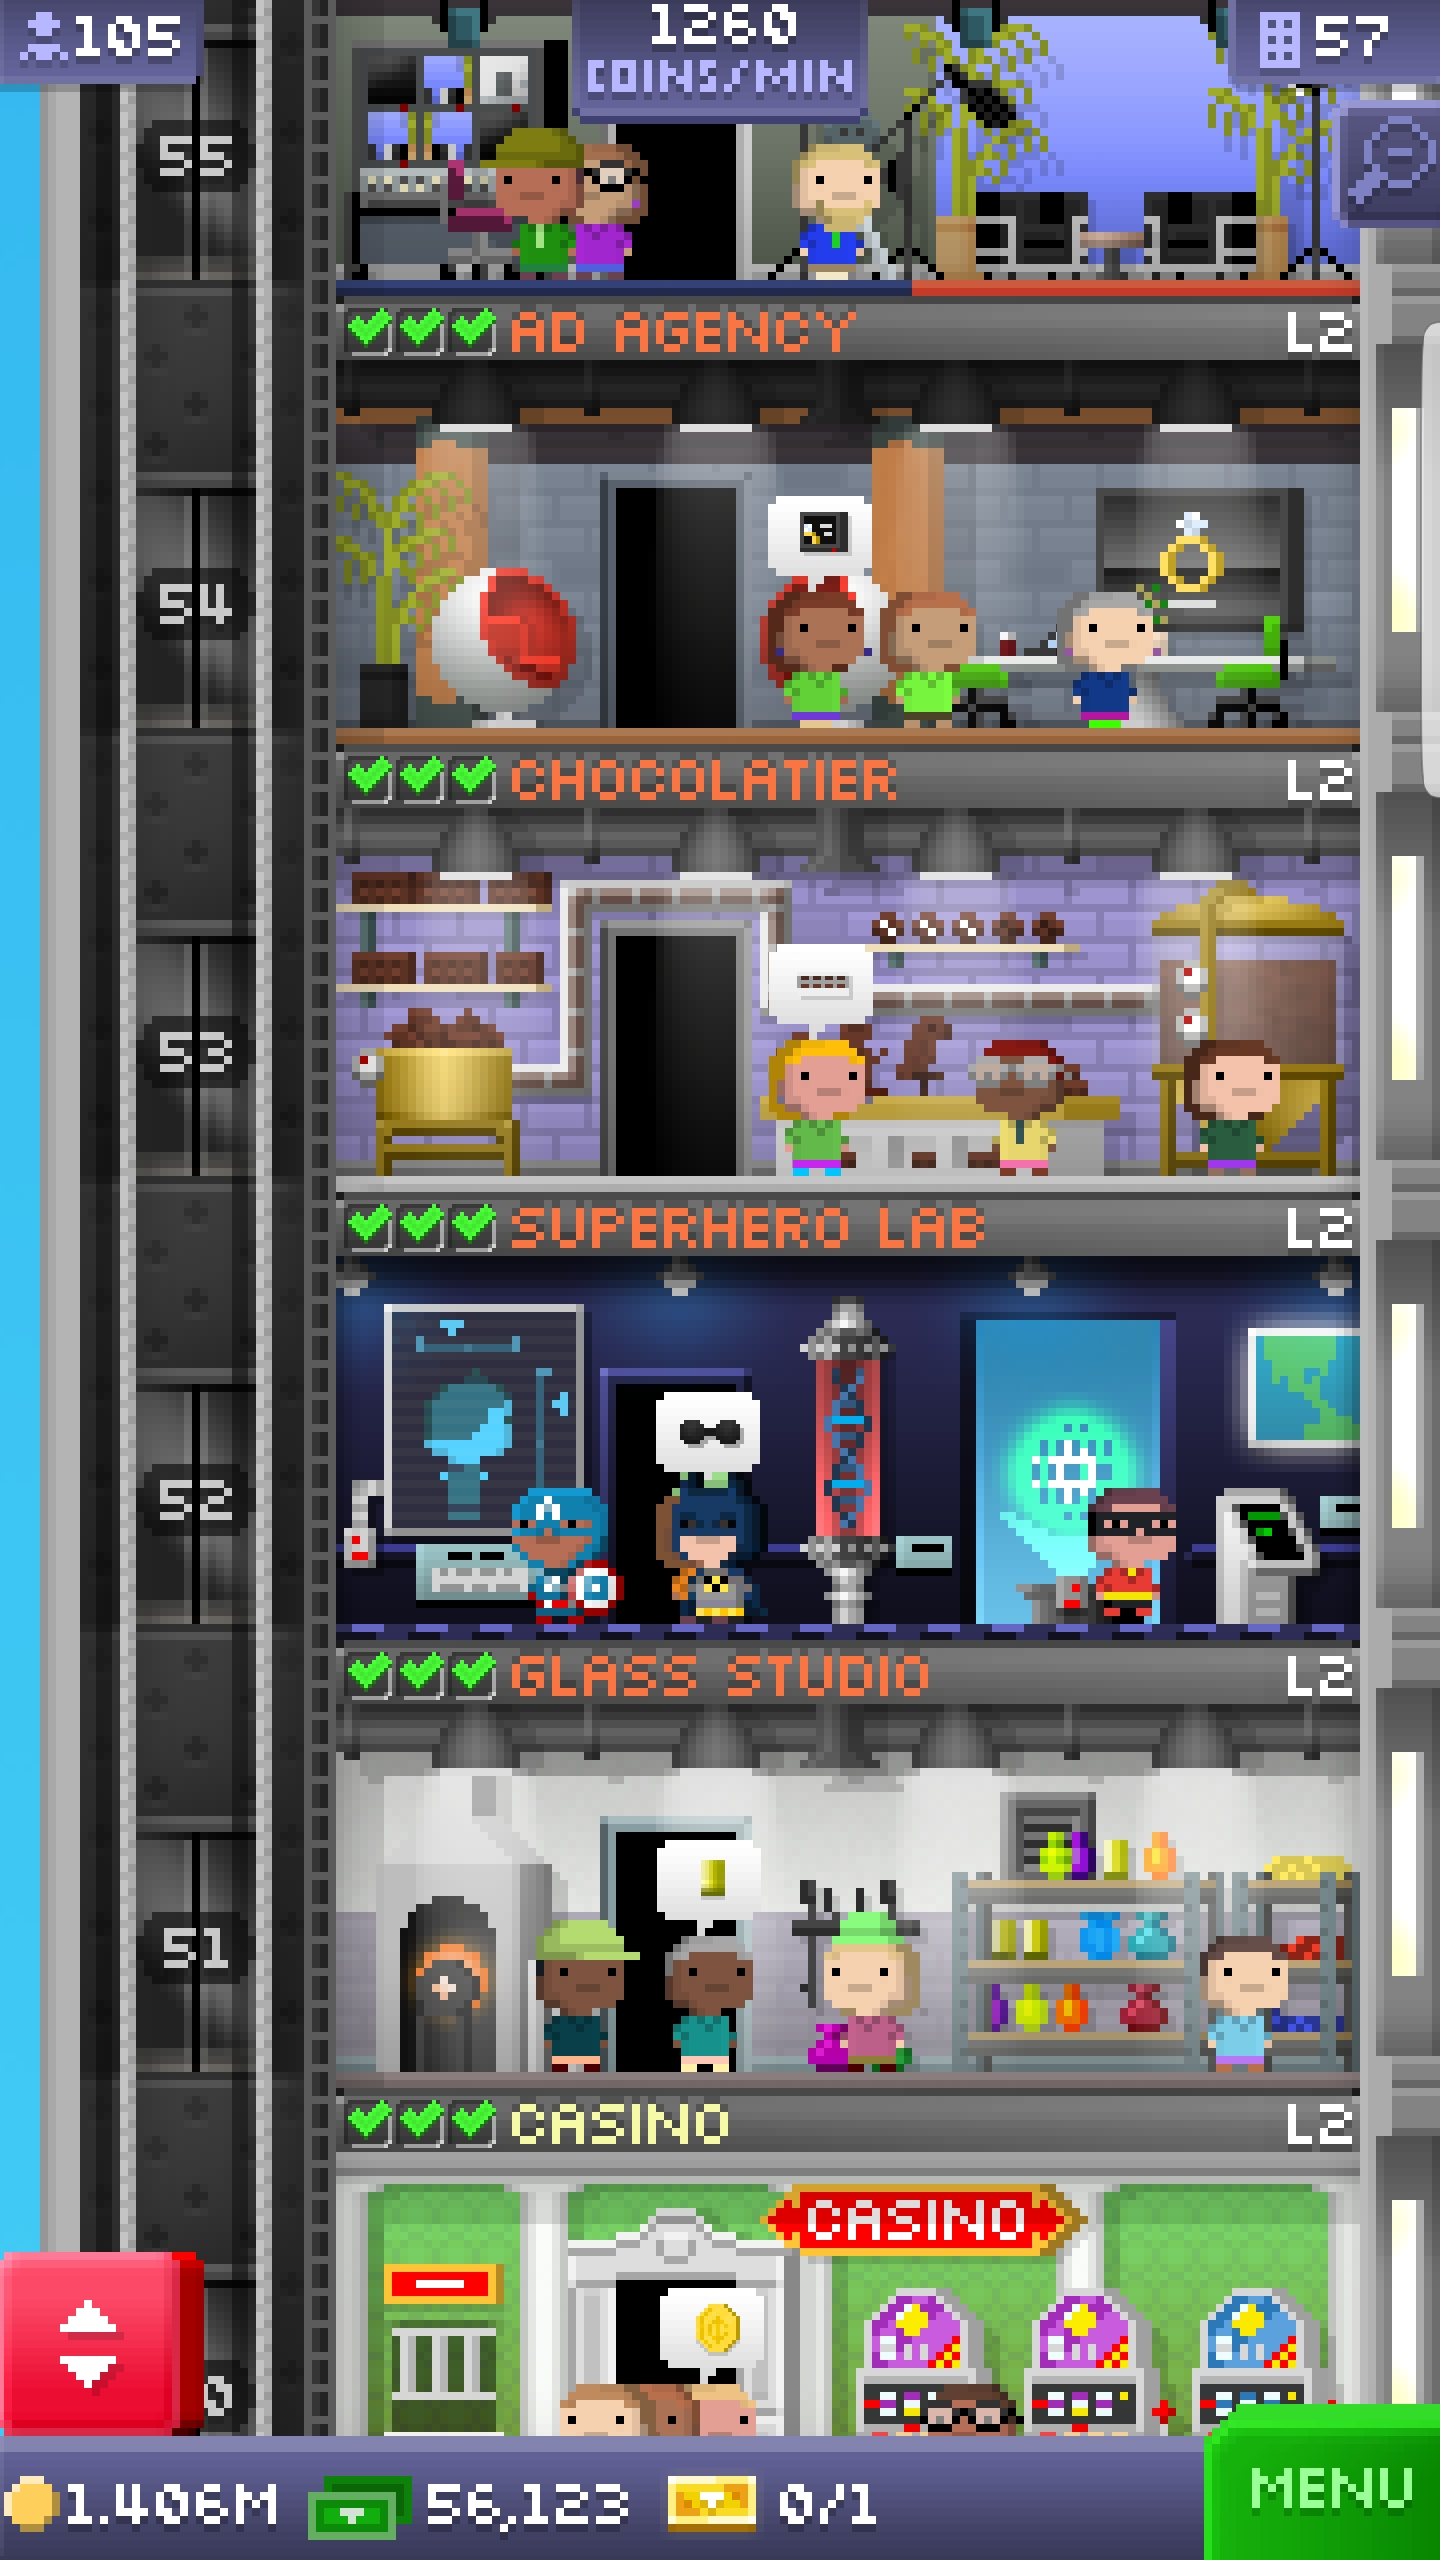 105
1260
COINS/MIN
57
55
AD AGENCY L2
54
CHOCOLATIER L2
53
SUPERHERO LAB L2
52
A
GLASS STUDIO L2
51
CASINO L2
CASINO
0
1.406M 56,123 0/1 MENU